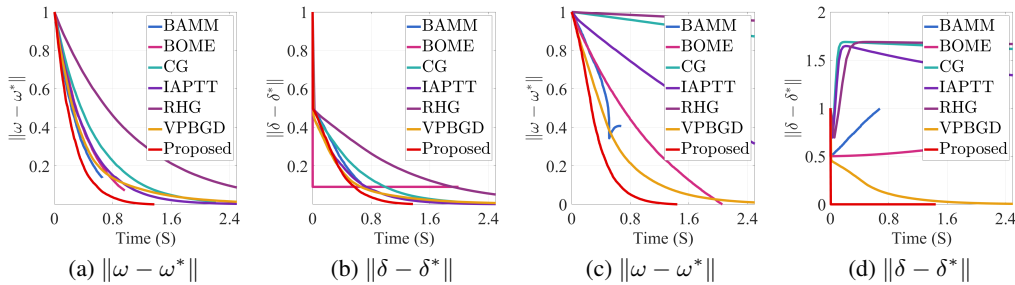 1
0.8
0.6
0.4
0.2
0 0.8 1.6 2.4
‖ω − ω*‖
Time (S)
BAMM
BOME
CG
IAPTT
RHG
VPBGD
Proposed
(a) ‖ω − ω*‖
1
0.8
0.6
0.4
0.2
0 0.8 1.6 2.4
‖δ − δ*‖
Time (S)
BAMM
BOME
CG
IAPTT
RHG
VPBGD
Proposed
(b) ‖δ − δ*‖
1
0.8
0.6
0.4
0.2
0 0.8 1.6 2.4
‖ω − ω*‖
Time (S)
BAMM
BOME
CG
IAPTT
RHG
VPBGD
Proposed
(c) ‖ω − ω*‖
2
1.5
1
0.5
0
0 0.8 1.6 2.4
‖δ − δ*‖
Time (S)
BAMM
BOME
CG
IAPTT
RHG
VPBGD
Proposed
(d) ‖δ − δ*‖